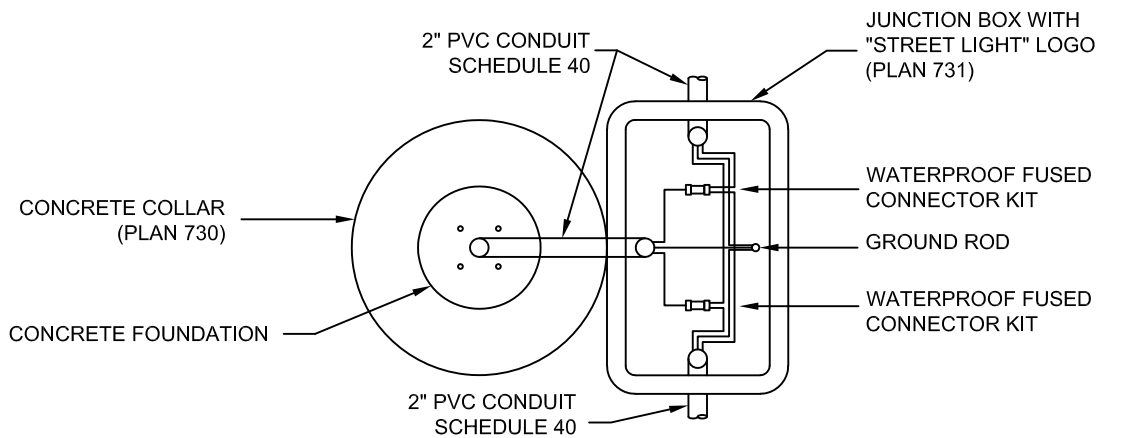 2" PVC CONDUIT
SCHEDULE 40
JUNCTION BOX WITH
"STREET LIGHT" LOGO
(PLAN 731)
WATERPROOF FUSED
CONNECTOR KIT
CONCRETE COLLAR
(PLAN 730)
GROUND ROD
WATERPROOF FUSED
CONNECTOR KIT
CONCRETE FOUNDATION
2" PVC CONDUIT
SCHEDULE 40